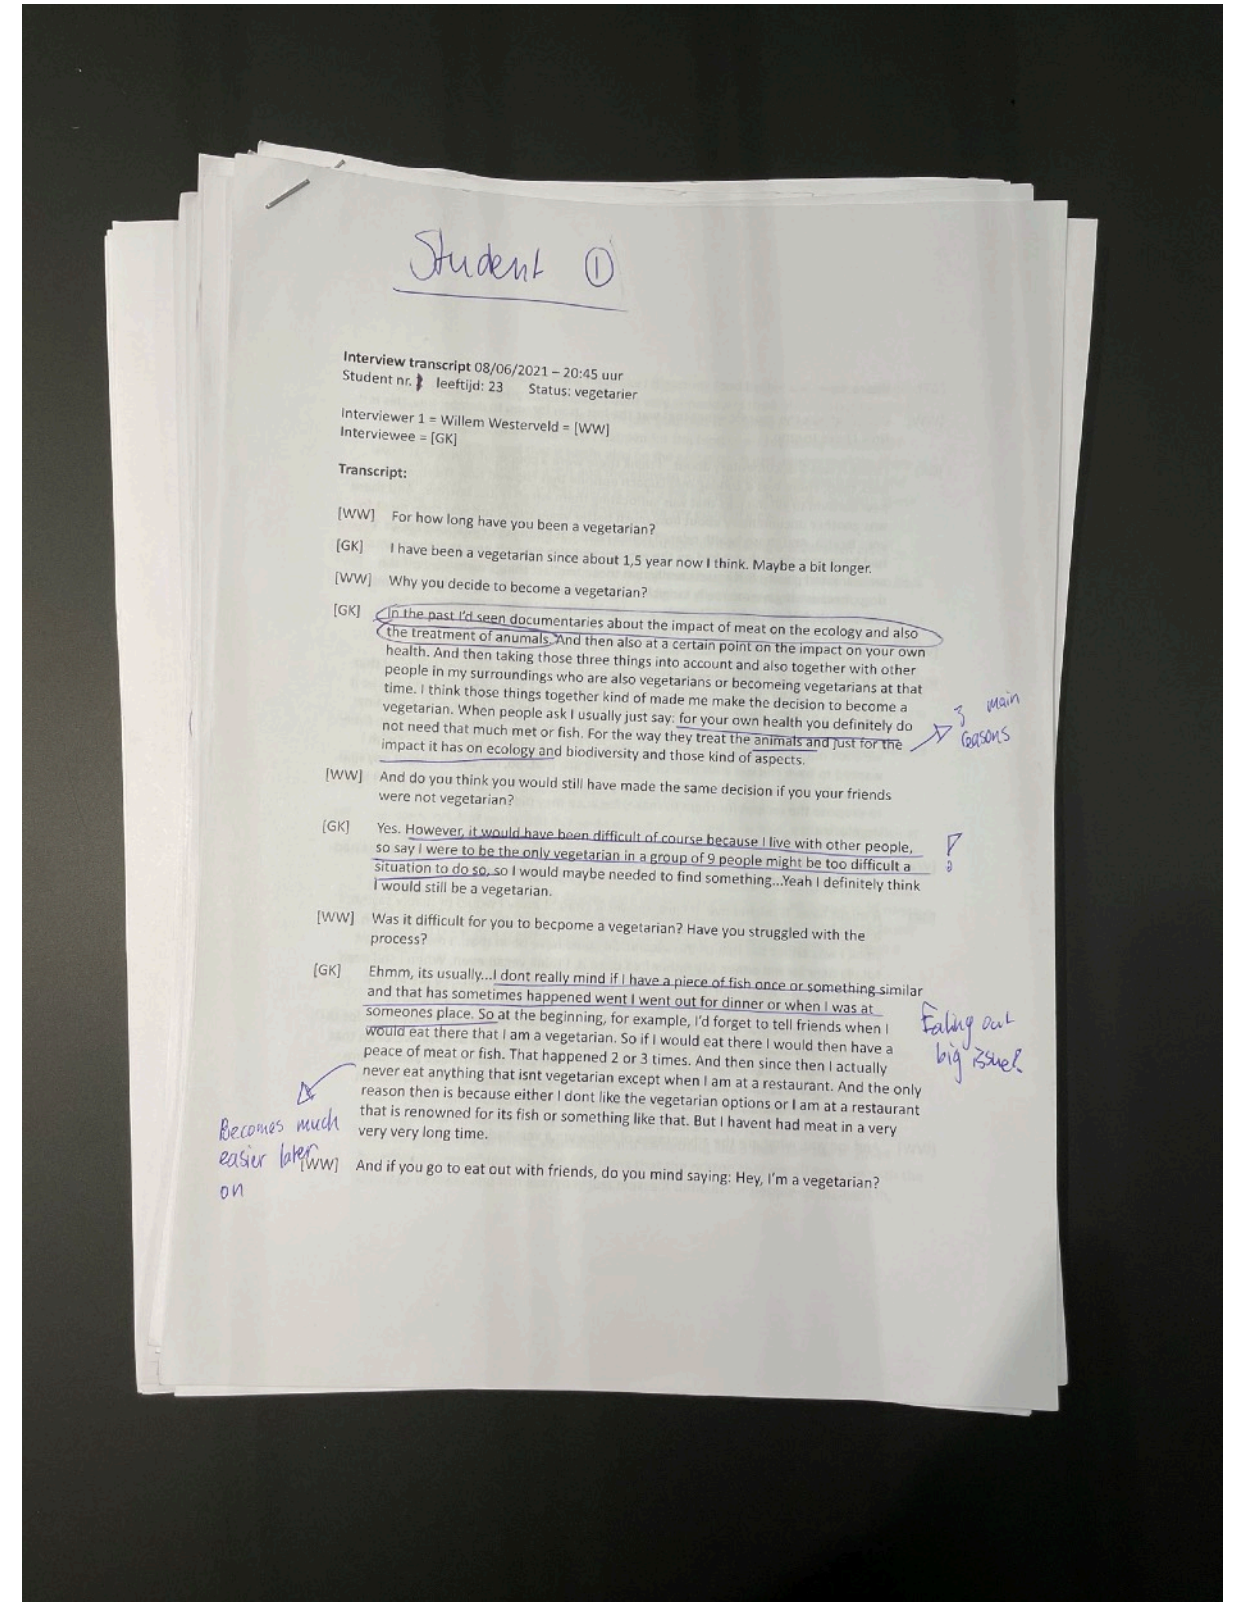 Student ①
Interview transcript 08/06/2021 – 20:45 uur
Student nr. 1 leeftijd: 23 Status: vegetarier
Interviewer 1 = Willem Westerveld = [WW]
Interviewee = [GK]
Transcript:
[WW] For how long have you been a vegetarian?
[GK] I have been a vegetarian since about 1,5 year now I think. Maybe a bit longer.
[WW] Why you decide to become a vegetarian?
[GK] In the past I'd seen documentaries about the impact of meat on the ecology and also
the treatment of anumals. And then also at a certain point on the impact on your own
health. And then taking those three things into account and also together with other
people in my surroundings who are also vegetarians or becomeing vegetarians at that
time. I think those things together kind of made me make the decision to become a
vegetarian. When people ask I usually just say: for your own health you definitely do
not need that much met or fish. For the way they treat the animals and just for the
impact it has on ecology and biodiversity and those kind of aspects.
3 main
reasons
[WW] And do you think you would still have made the same decision if you your friends
were not vegetarian?
[GK] Yes. However, it would have been difficult of course because I live with other people,
so say I were to be the only vegetarian in a group of 9 people might be too difficult a
situation to do so, so I would maybe needed to find something...Yeah I definitely think
I would still be a vegetarian.
!
[WW] Was it difficult for you to becpome a vegetarian? Have you struggled with the
process?
[GK] Ehmm, its usually...I dont really mind if I have a piece of fish once or something similar
and that has sometimes happened went I went out for dinner or when I was at
someones place. So at the beginning, for example, I'd forget to tell friends when I
would eat there that I am a vegetarian. So if I would eat there I would then have a
peace of meat or fish. That happened 2 or 3 times. And then since then I actually
never eat anything that isnt vegetarian except when I am at a restaurant. And the only
reason then is because either I dont like the vegetarian options or I am at a restaurant
that is renowned for its fish or something like that. But I havent had meat in a very
very very long time.
Eating out
big issue!
Becomes much
easier later
on
[WW] And if you go to eat out with friends, do you mind saying: Hey, I'm a vegetarian?